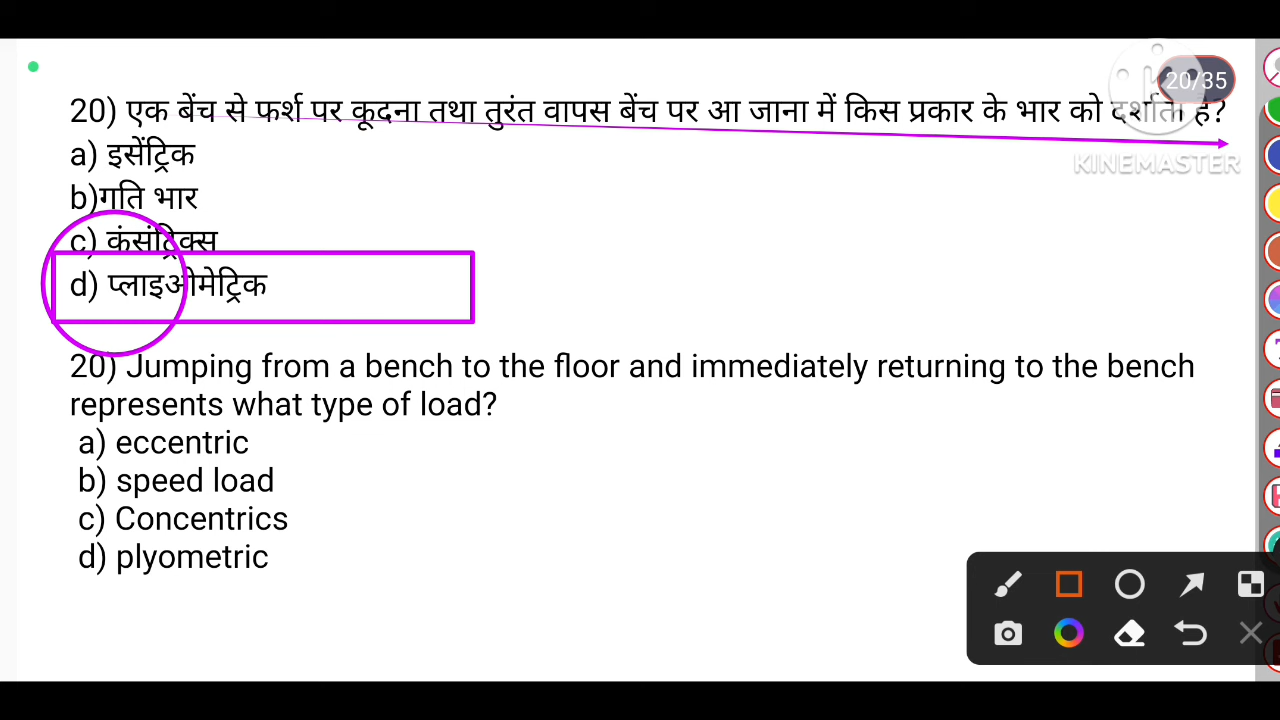 20/35
20) एक बेंच से फर्श पर कूदना तथा तुरंत वापस बेंच पर आ जाना में किस प्रकार के भार को दर्शाता है?
KINEMASTER
a) इसेंट्रिक
b)गति भार
c) कंसंट्रिक्स
d) प्लाइओमेट्रिक
20) Jumping from a bench to the floor and immediately returning to the bench
represents what type of load?
a) eccentric
b) speed load
c) Concentrics
d) plyometric